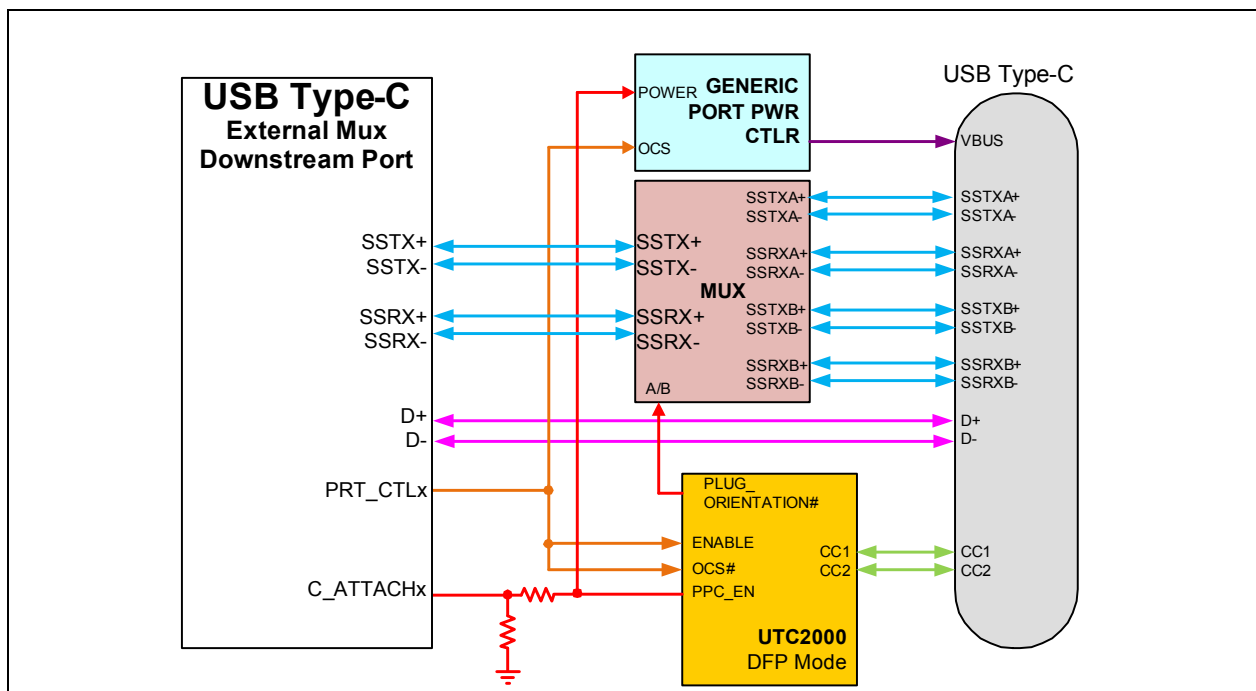 USB Type-C
External Mux
Downstream Port
SSTX+
SSTX-
SSRX+
SSRX-
D+
D-
PRT_CTLx
C_ATTACHx
POWER
GENERIC
PORT PWR
CTLR
OCS
SSTX+
SSTX-
SSRX+
SSRX-
MUX
A/B
SSTXA+
SSTXA-
SSRXA+
SSRXA-
SSTXB+
SSTXB-
SSRXB+
SSRXB-
PLUG_
ORIENTATION#
ENABLE
OCS#
PPC_EN
CC1
CC2
UTC2000
DFP Mode
USB Type-C
VBUS
SSTXA+
SSTXA-
SSRXA+
SSRXA-
SSTXB+
SSTXB-
SSRXB+
SSRXB-
D+
D-
CC1
CC2